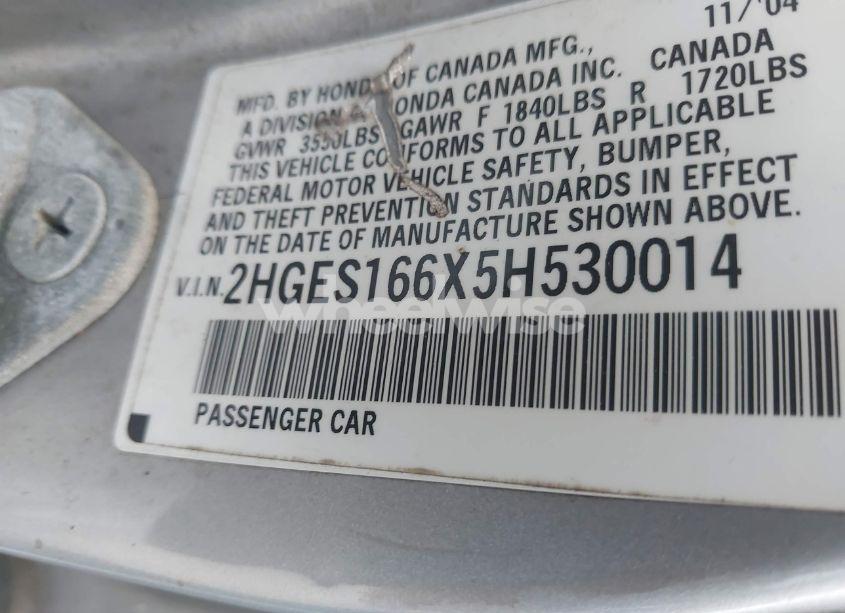 11/'04
MFD. BY HONDA OF CANADA MFG.,
A DIVISION OF HONDA CANADA INC. CANADA
GVWR 3550LBS GAWR F 1840LBS R 1720LBS
THIS VEHICLE CONFORMS TO ALL APPLICABLE
FEDERAL MOTOR VEHICLE SAFETY, BUMPER,
AND THEFT PREVENTION STANDARDS IN EFFECT
ON THE DATE OF MANUFACTURE SHOWN ABOVE.
V.I.N. 2HGES166X5H530014
wheelwise
PASSENGER CAR